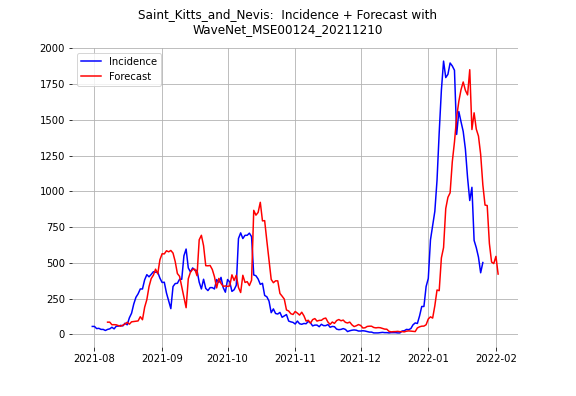 Saint_Kitts_and_Nevis:  Incidence + Forecast with
WaveNet_MSE00124_20211210
Incidence
Forecast
2000
1750
1500
1250
1000
750
500
250
0
2021-08 2021-09 2021-10 2021-11 2021-12 2022-01 2022-02